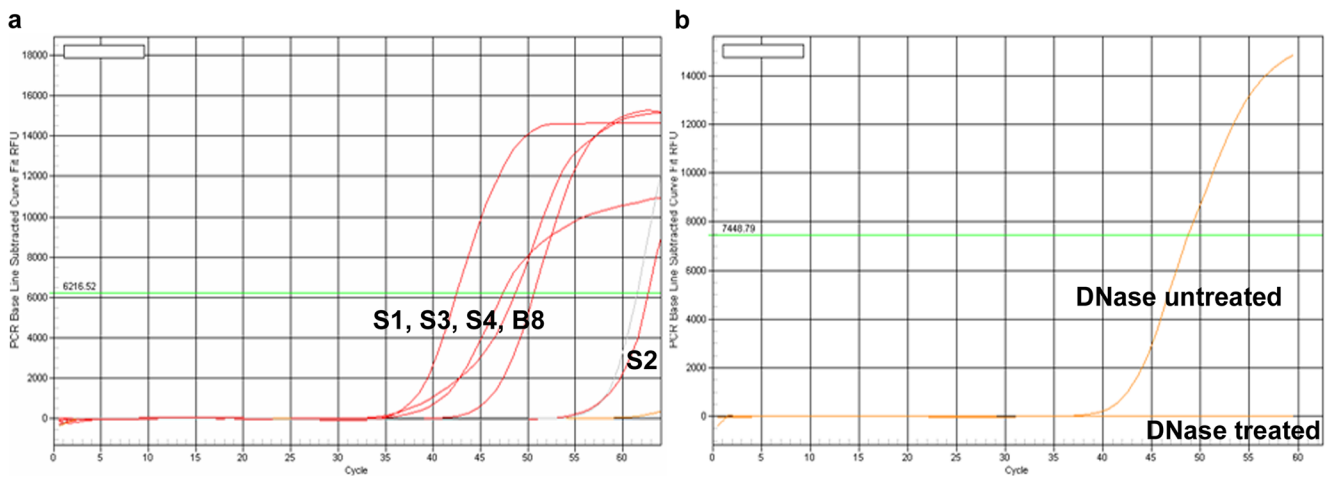 a
b
PCR Base Line Subtracted Curve Fit RFU
18000
16000
14000
12000
10000
8000
6000
4000
2000
0
6216.52
S1, S3, S4, B8
S2
0 5 10 15 20 25 30 35 40 45 50 55 60
Cycle
PCR Base Line Subtracted Curve Fit RFU
14000
12000
10000
8000
6000
4000
2000
0
7448.79
DNase untreated
DNase treated
0 5 10 15 20 25 30 35 40 45 50 55 60
Cycle